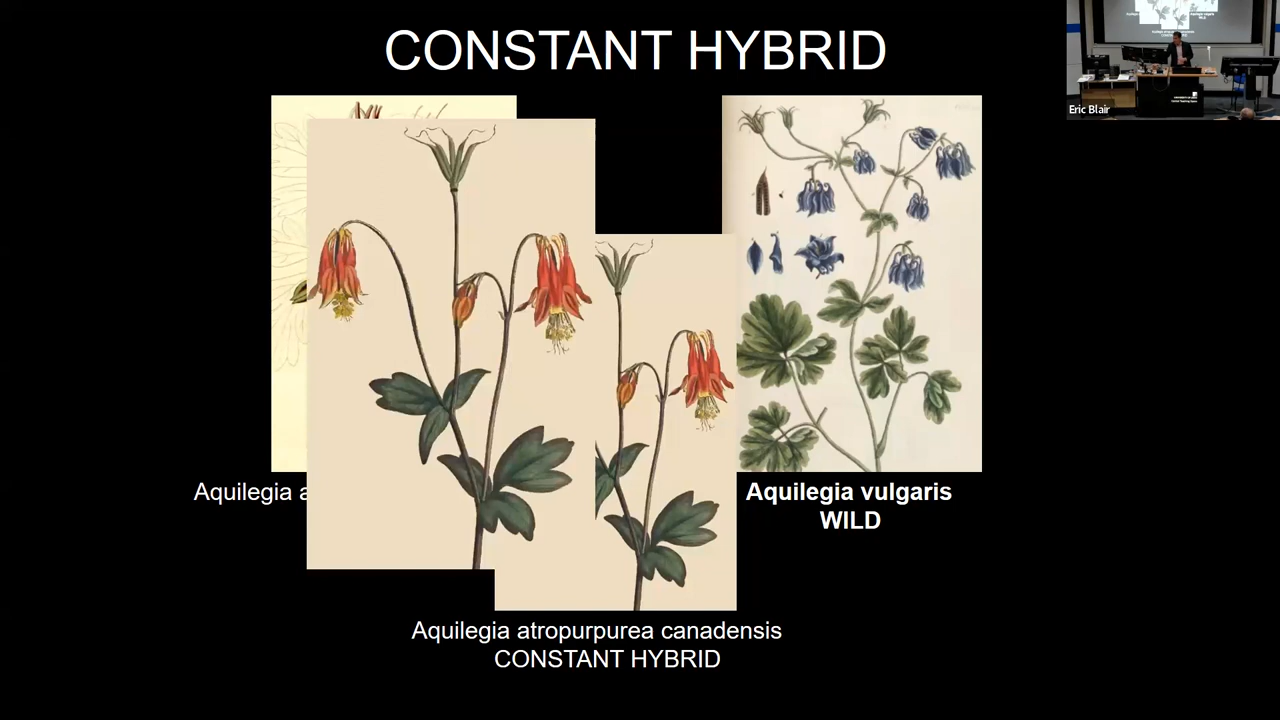 CONSTANT HYBRID
Eric Blair
Aquilegia a
Aquilegia vulgaris
WILD
Aquilegia atropurpurea canadensis
CONSTANT HYBRID